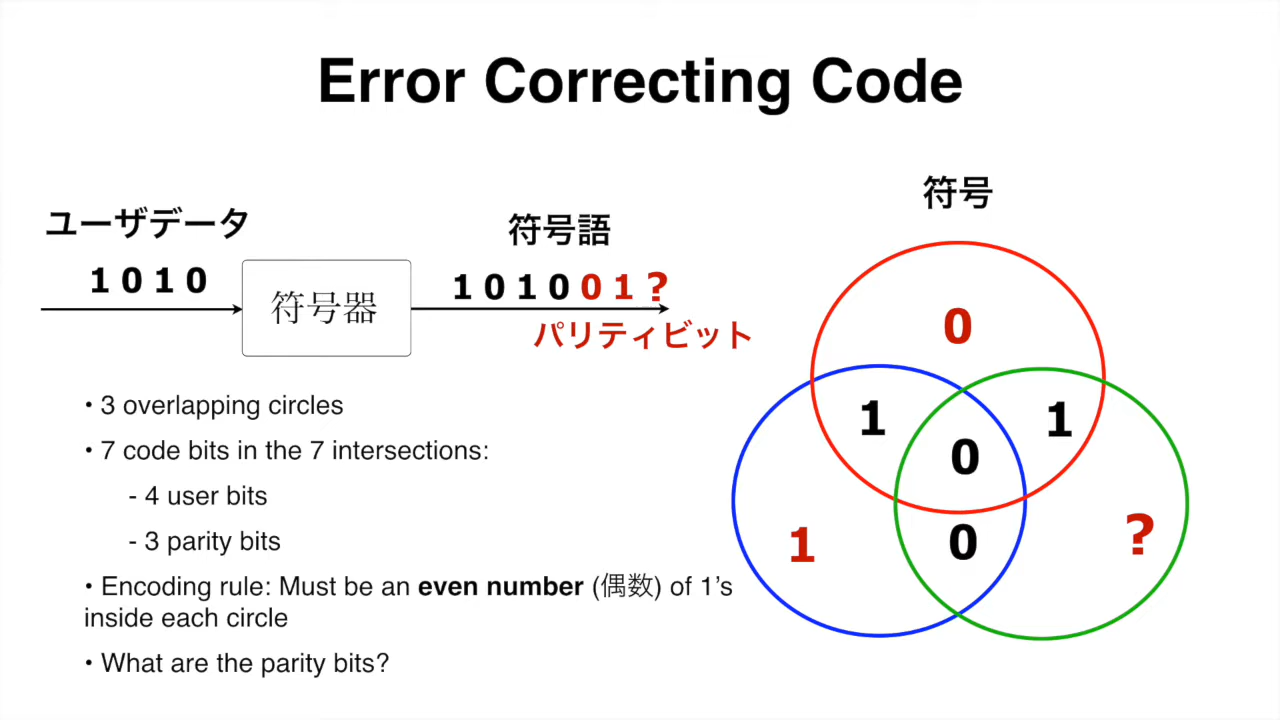 Error Correcting Code
ユーザデータ
1 0 1 0
符号器
符号語
1 0 1 0 0 1 ?
パリティビット
• 3 overlapping circles
• 7 code bits in the 7 intersections:
- 4 user bits
- 3 parity bits
• Encoding rule: Must be an even number (偶数) of 1’s
inside each circle
• What are the parity bits?
符号
0
1
1
0
1
0
?